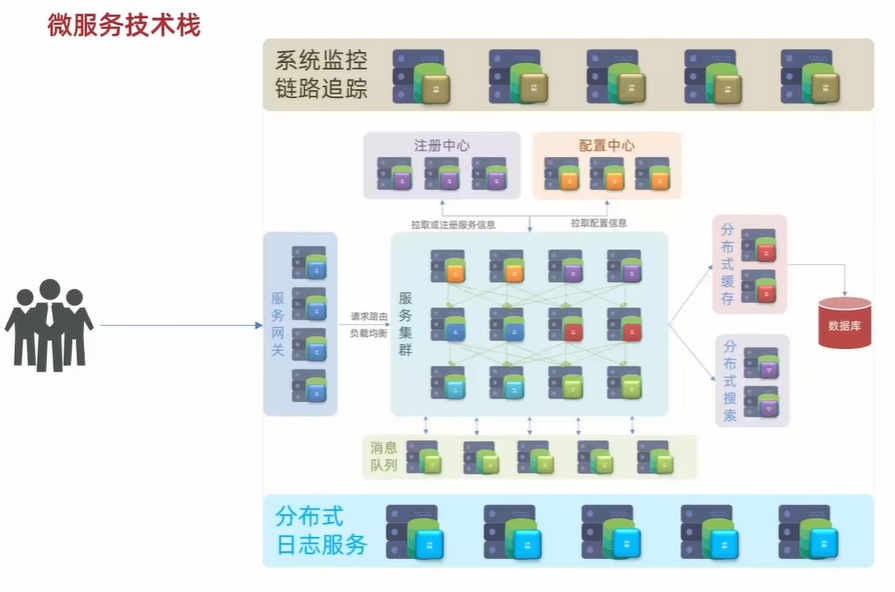 微服务技术栈
系统监控
链路追踪
注册中心
配置中心
拉取或注册服务信息
拉取配置信息
服务网关
请求路由
负载均衡
服务集群
分布式缓存
数据库
分布式搜索
消息
队列
分布式
日志服务